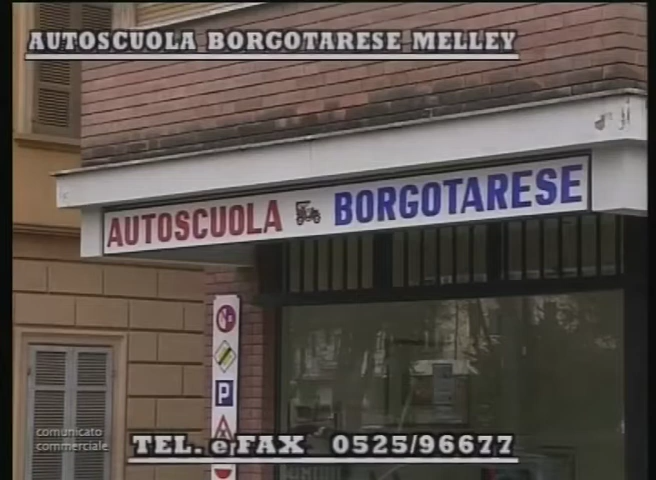 AUTOSCUOLA BORGOTARESE MELLEY
AUTOSCUOLA BORGOTARESE
P
comunicato
commerciale
TEL. e FAX 0525/96677